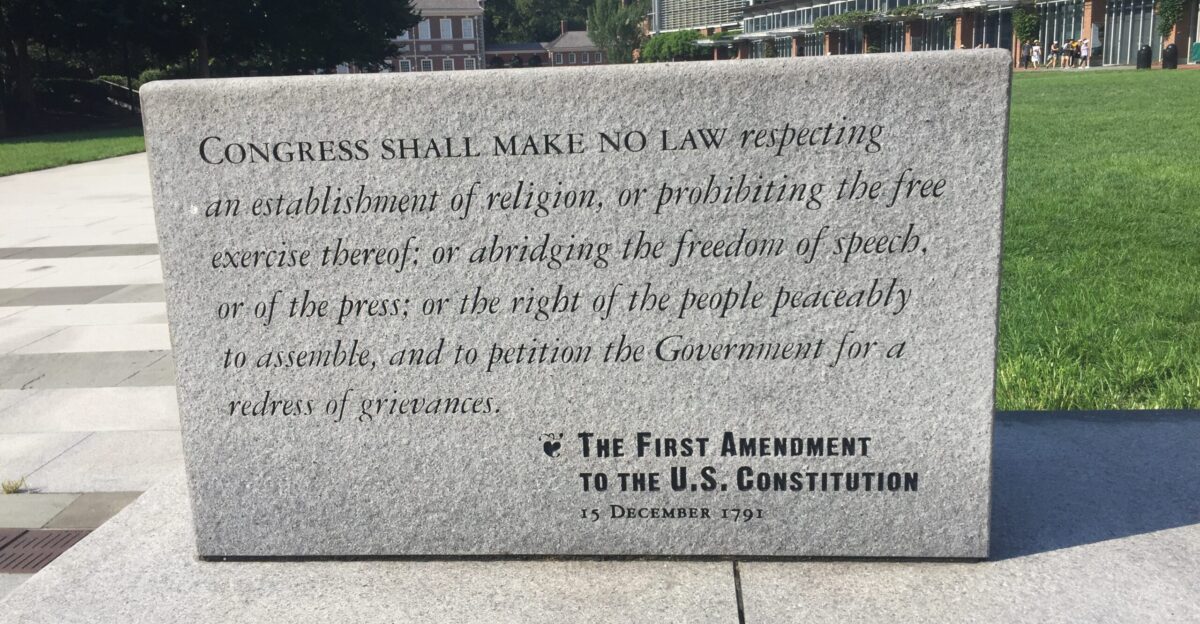 CONGRESS SHALL MAKE NO LAW respecting
an establishment of religion, or prohibiting the free
exercise thereof; or abridging the freedom of speech,
or of the press; or the right of the people peaceably
to assemble, and to petition the Government for a
redress of grievances.
THE FIRST AMENDMENT
TO THE U.S. CONSTITUTION
15 DECEMBER 1791